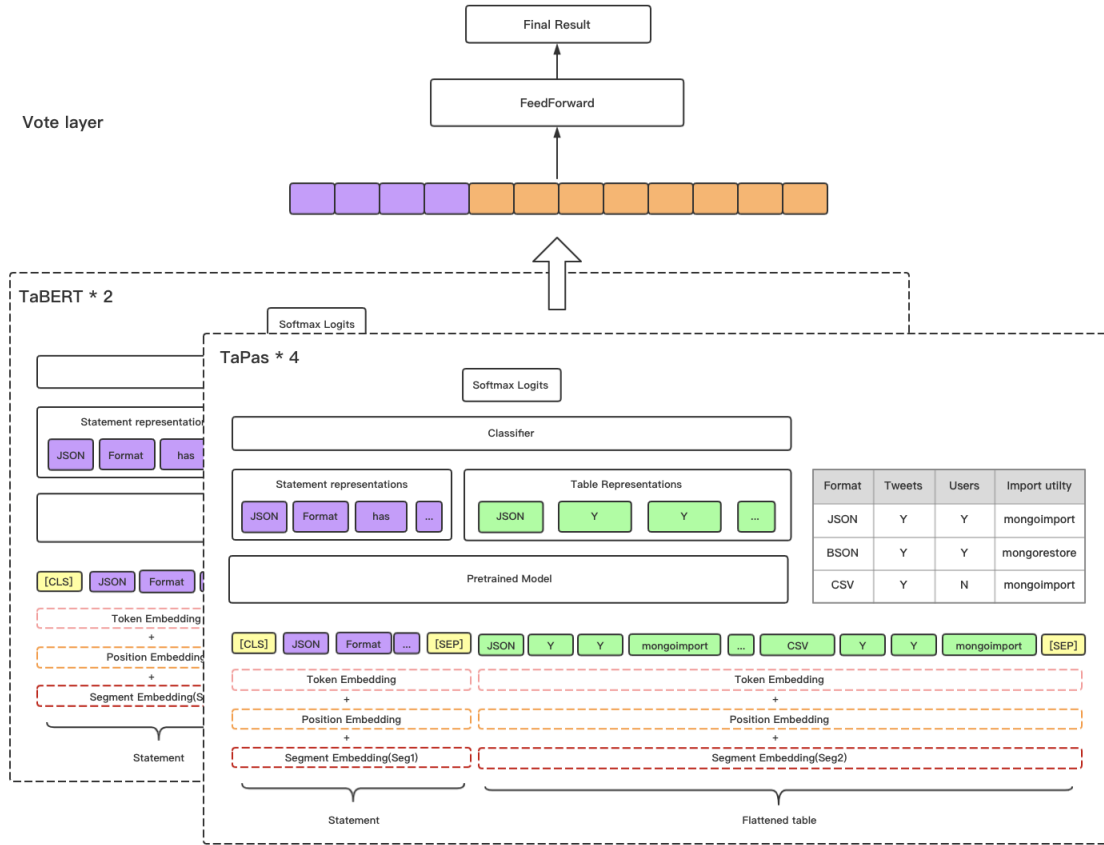 Final Result
FeedForward
Vote layer
TaBERT * 2
Softmax Logits
Statement representation
JSON Format has
[CLS] JSON Format
Token Embedding
+
Position Embedding
+
Segment Embedding(S
Statement
TaPas * 4
Softmax Logits
Classifier
Statement representations
JSON Format has ...
Table Representations
JSON Y Y ...
Pretrained Model
Format Tweets Users Import utilty
JSON Y Y mongoimport
BSON Y Y mongorestore
CSV Y N mongoimport
[CLS] JSON Format ... [SEP] JSON Y Y mongoimport ... CSV Y Y mongoimport [SEP]
Token Embedding Token Embedding
+ +
Position Embedding Position Embedding
+ +
Segment Embedding(Seg1) Segment Embedding(Seg2)
Statement Flattened table